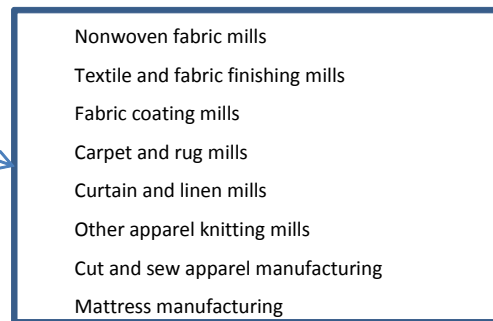 Nonwoven fabric mills
Textile and fabric finishing mills
Fabric coating mills
Carpet and rug mills
Curtain and linen mills
Other apparel knitting mills
Cut and sew apparel manufacturing
Mattress manufacturing